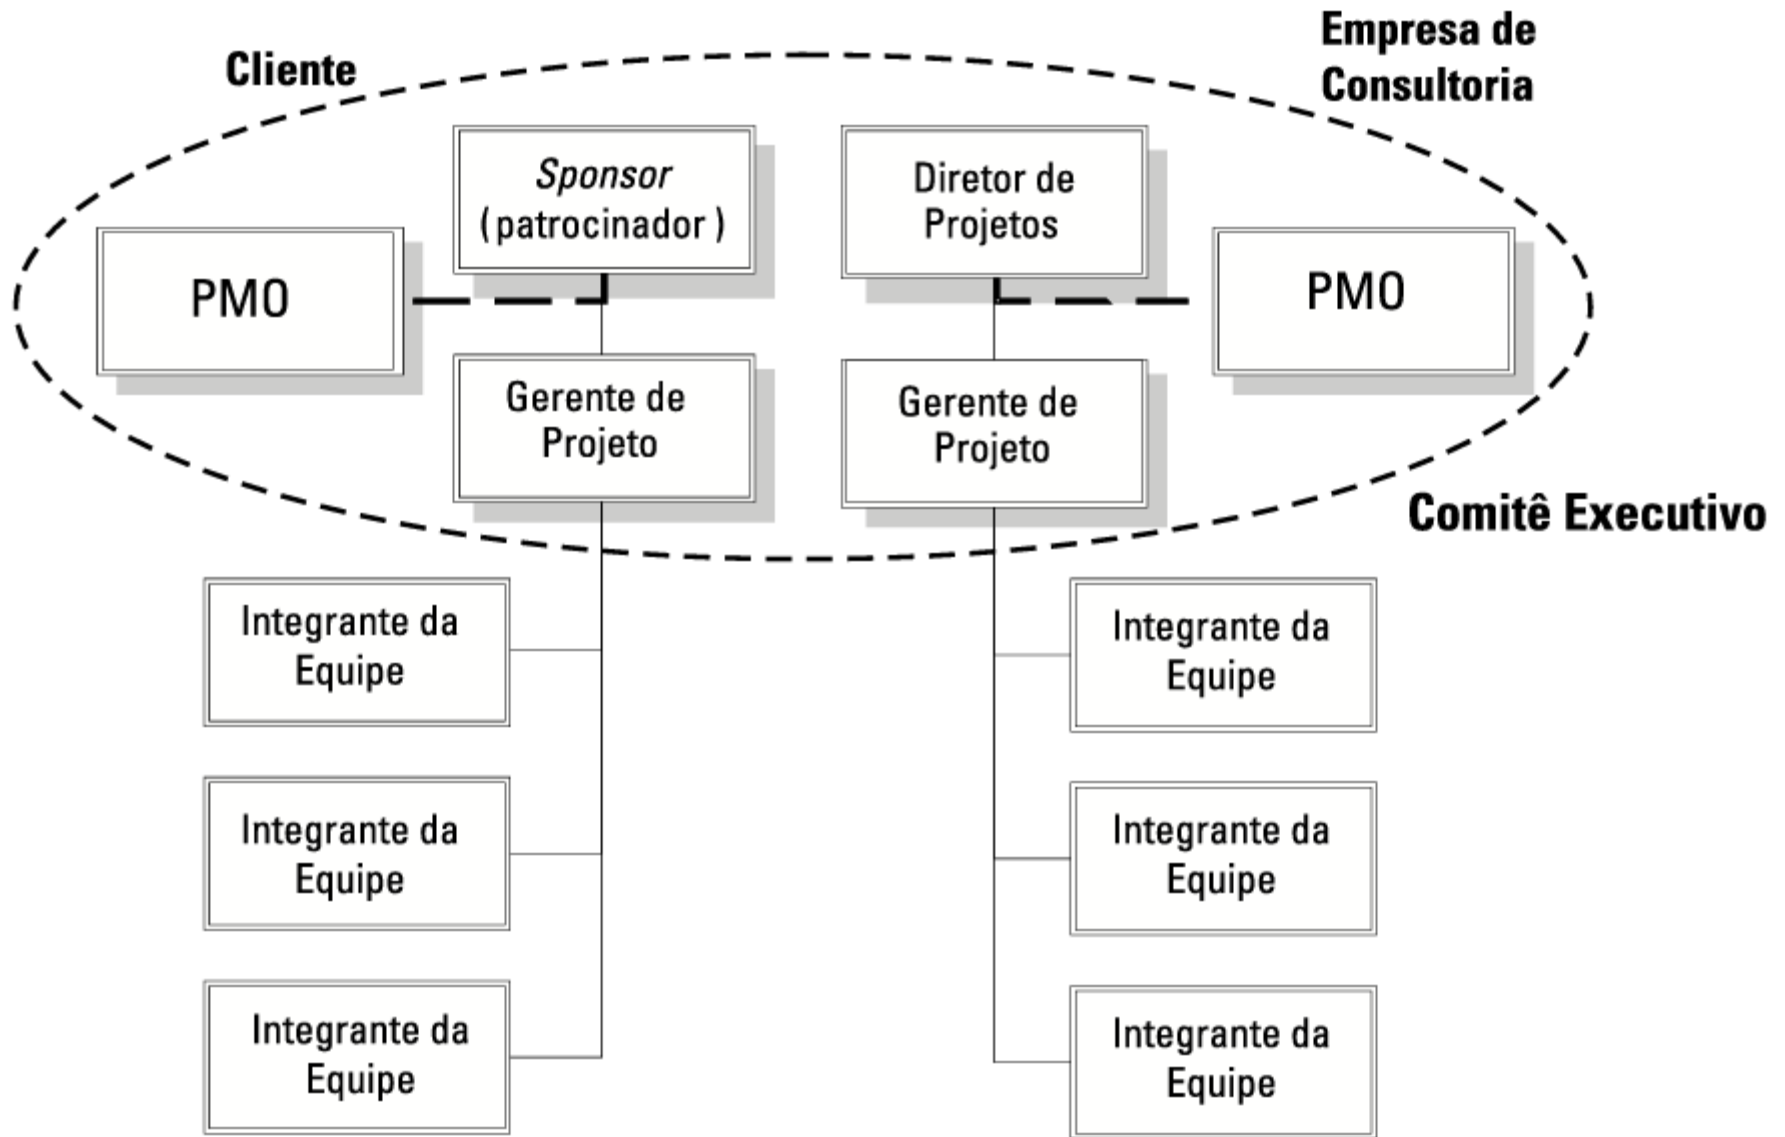 Cliente
Empresa de
Consultoria
Sponsor
(patrocinador)
Diretor de
Projetos
PMO
PMO
Gerente de
Projeto
Gerente de
Projeto
Comitê Executivo
Integrante da
Equipe
Integrante da
Equipe
Integrante da
Equipe
Integrante da
Equipe
Integrante da
Equipe
Integrante da
Equipe